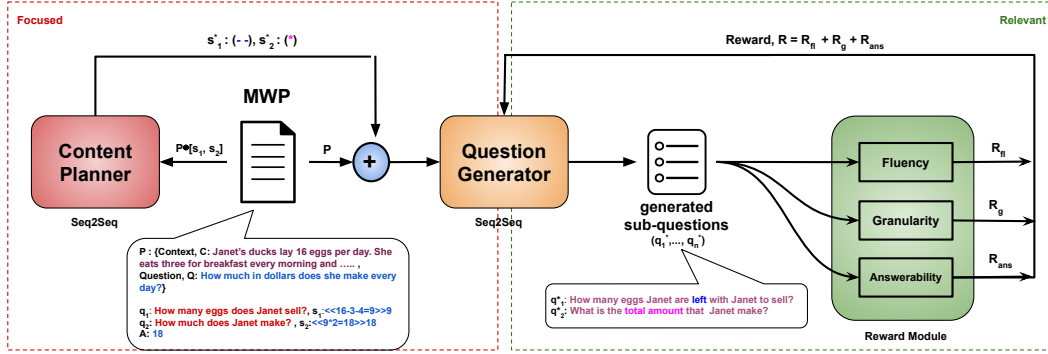 Focused
Relevant
s*1 : (- -), s*2 : (*)
Reward, R = Rfl + Rg + Rans
MWP
Content
Planner
P●[s1, s2]
P
+
Question
Generator
Fluency
Rfl
Seq2Seq
Seq2Seq
generated
sub-questions
(q1*,..., qn*)
Granularity
Rg
Answerability
Rans
Reward Module
P : {Context, C: Janet's ducks lay 16 eggs per day. She
eats three for breakfast every morning and ..... ,
Question, Q: How much in dollars does she make every
day?}
q1: How many eggs does Janet sell?, s1:<<16-3-4=9>>9
q2: How much does Janet make? , s2:<<9*2=18>>18
A: 18
q*1: How many eggs Janet are left with Janet to sell?
q*2: What is the total amount that Janet make?